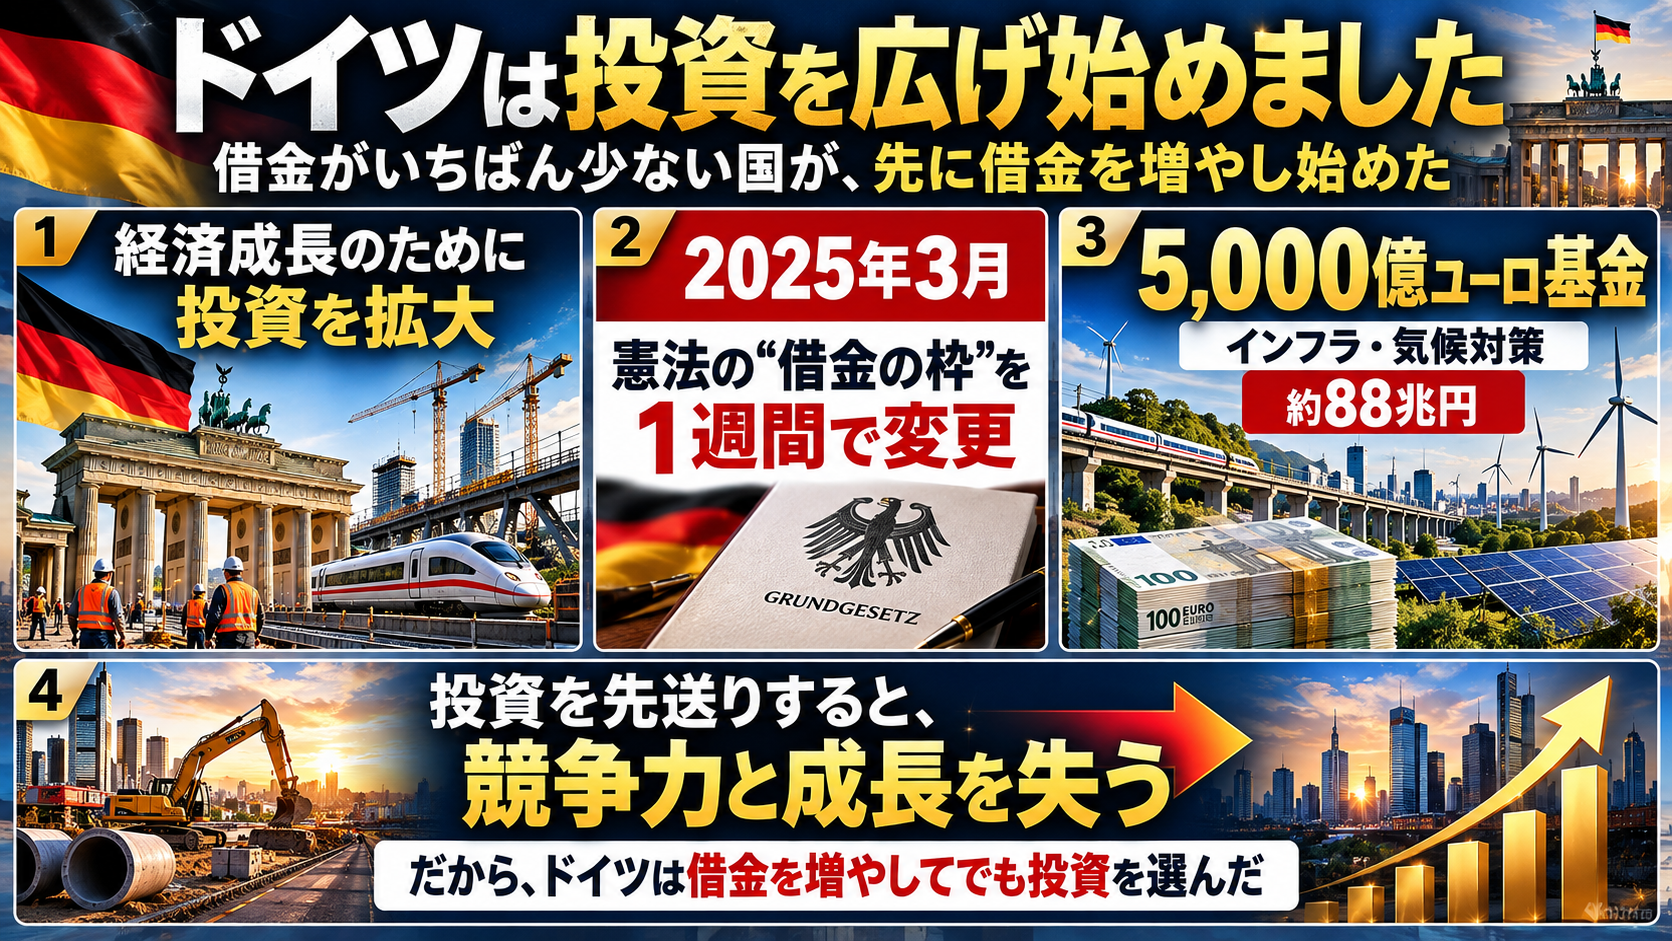 ドイツは投資を広げ始めました
借金がいちばん少ない国が、先に借金を増やし始めた
1
経済成長のために
投資を拡大
2
2025年3月
憲法の“借金の枠”を
1週間で変更
GRUNDGESETZ
3
5,000億ユーロ基金
インフラ・気候対策
約88兆円
100
100 EURO
4
投資を先送りすると、
競争力と成長を失う
だから、ドイツは借金を増やしてでも投資を選んだ